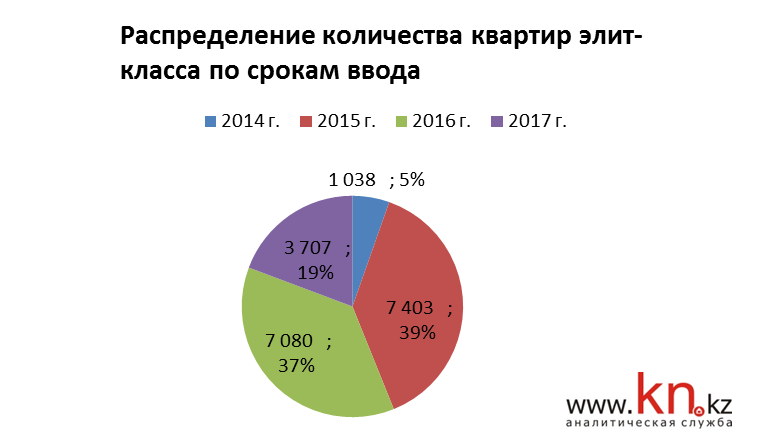 Распределение количества квартир элит-
класса по срокам ввода
2014 г. 2015 г. 2016 г. 2017 г.
1 038 ; 5%
3 707 ;
19%
7 403 ;
39%
7 080 ;
37%
www.kn.kz
аналитическая служба